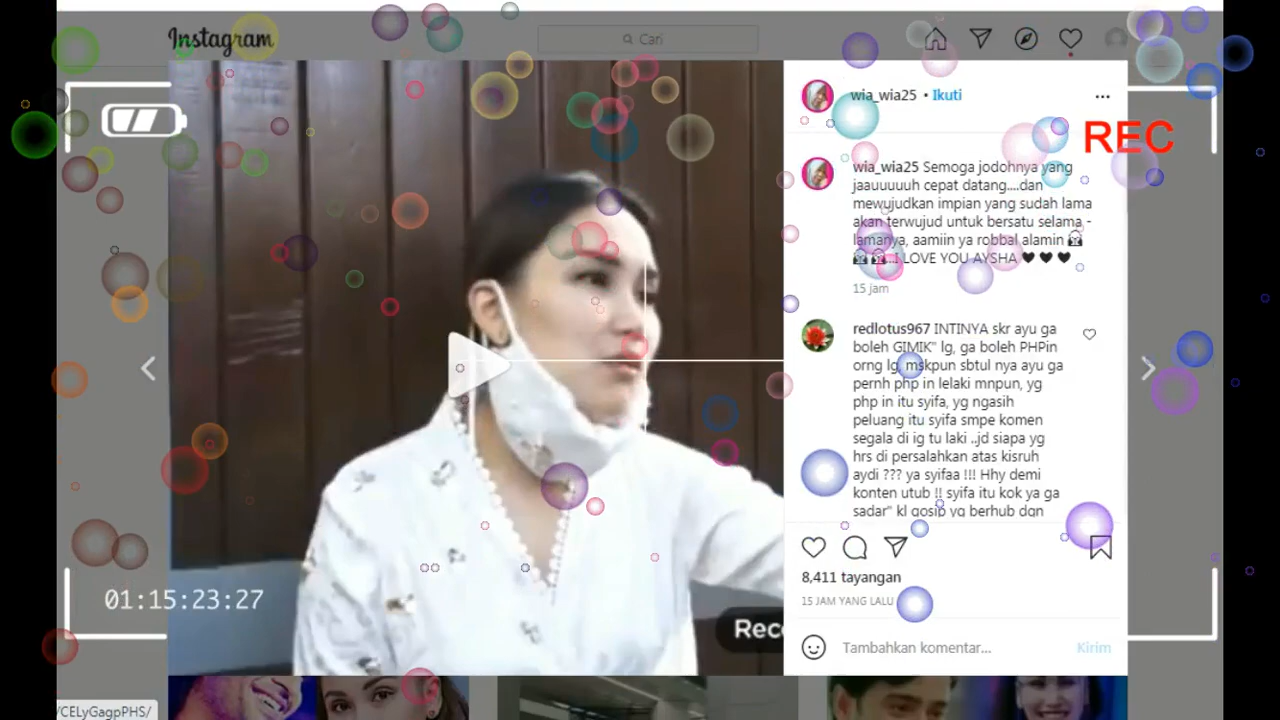 Instagram
Cari
wia_wia25 • Ikuti
REC
wia_wia25 Semoga jodohnya yang
jaauuuuuh cepat datang....dan
mewujudkan impian yang sudah lama
akan terwujud untuk bersatu selama -
lamanya, aamiin ya robbal alamin
...I LOVE YOU AYSHA ♥ ♥ ♥
15 jam
redlotus967 INTINYA skr ayu ga
boleh GIMIK" lg, ga boleh PHPin
orng lg, mskpun sbtul nya ayu ga
pernh php in lelaki mnpun, yg
php in itu syifa, yg ngasih
peluang itu syifa smpe komen
segala di ig tu laki ..jd siapa yg
hrs di persalahkan atas kisruh
aydi ??? ya syifaa !!! Hhy demi
konten utub !! syifa itu kok ya ga
sadar" kl gosip yg berhub dgn
8,411 tayangan
15 JAM YANG LALU
01:15:23:27
Rec
Tambahkan komentar...
Kirim
/CELyGagpPHS/